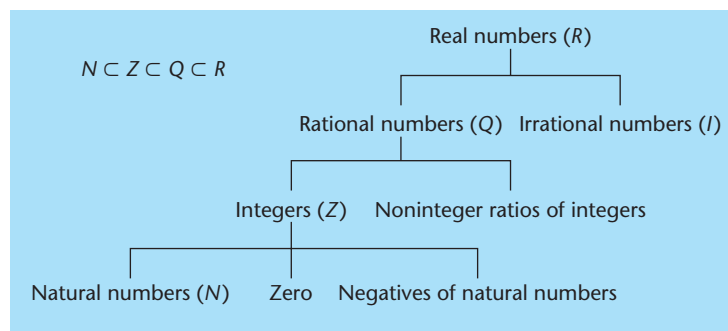 Real numbers (R)
N ⊂ Z ⊂ Q ⊂ R
Rational numbers (Q) Irrational numbers (I)
Integers (Z) Noninteger ratios of integers
Natural numbers (N) Zero Negatives of natural numbers